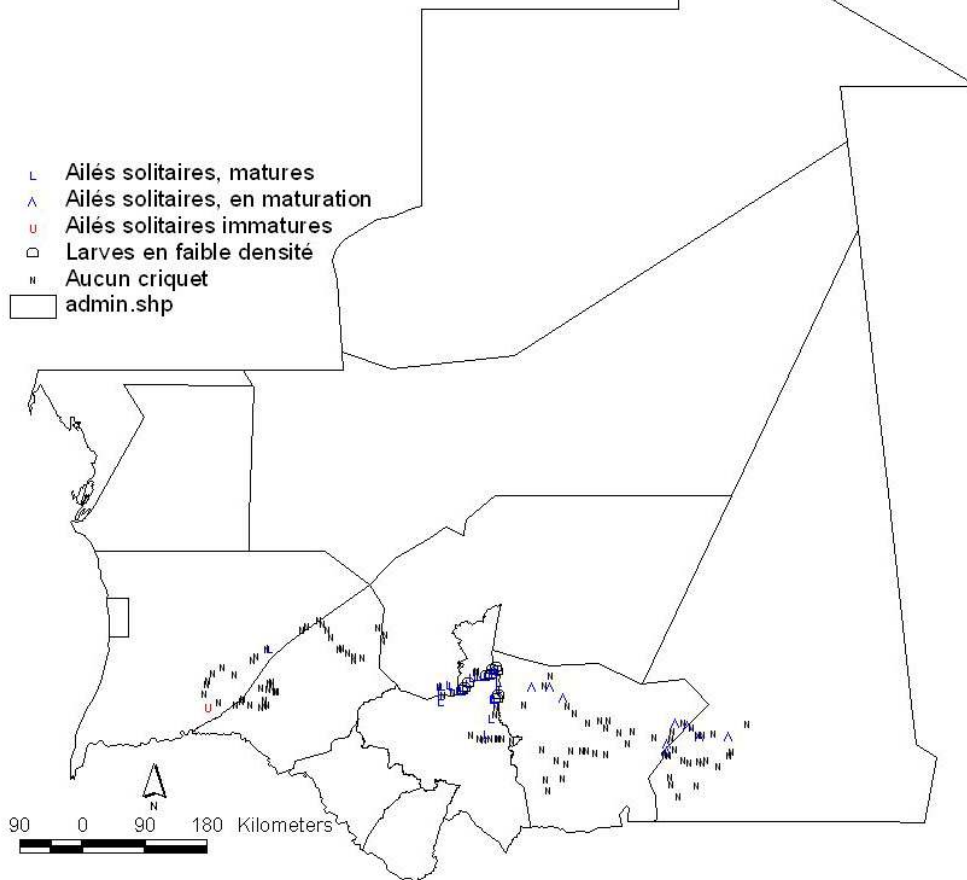 Ailés solitaires, matures
Ailés solitaires, en maturation
Ailés solitaires immatures
Larves en faible densité
Aucun criquet
admin.shp
N
90 0 90 180 Kilometers